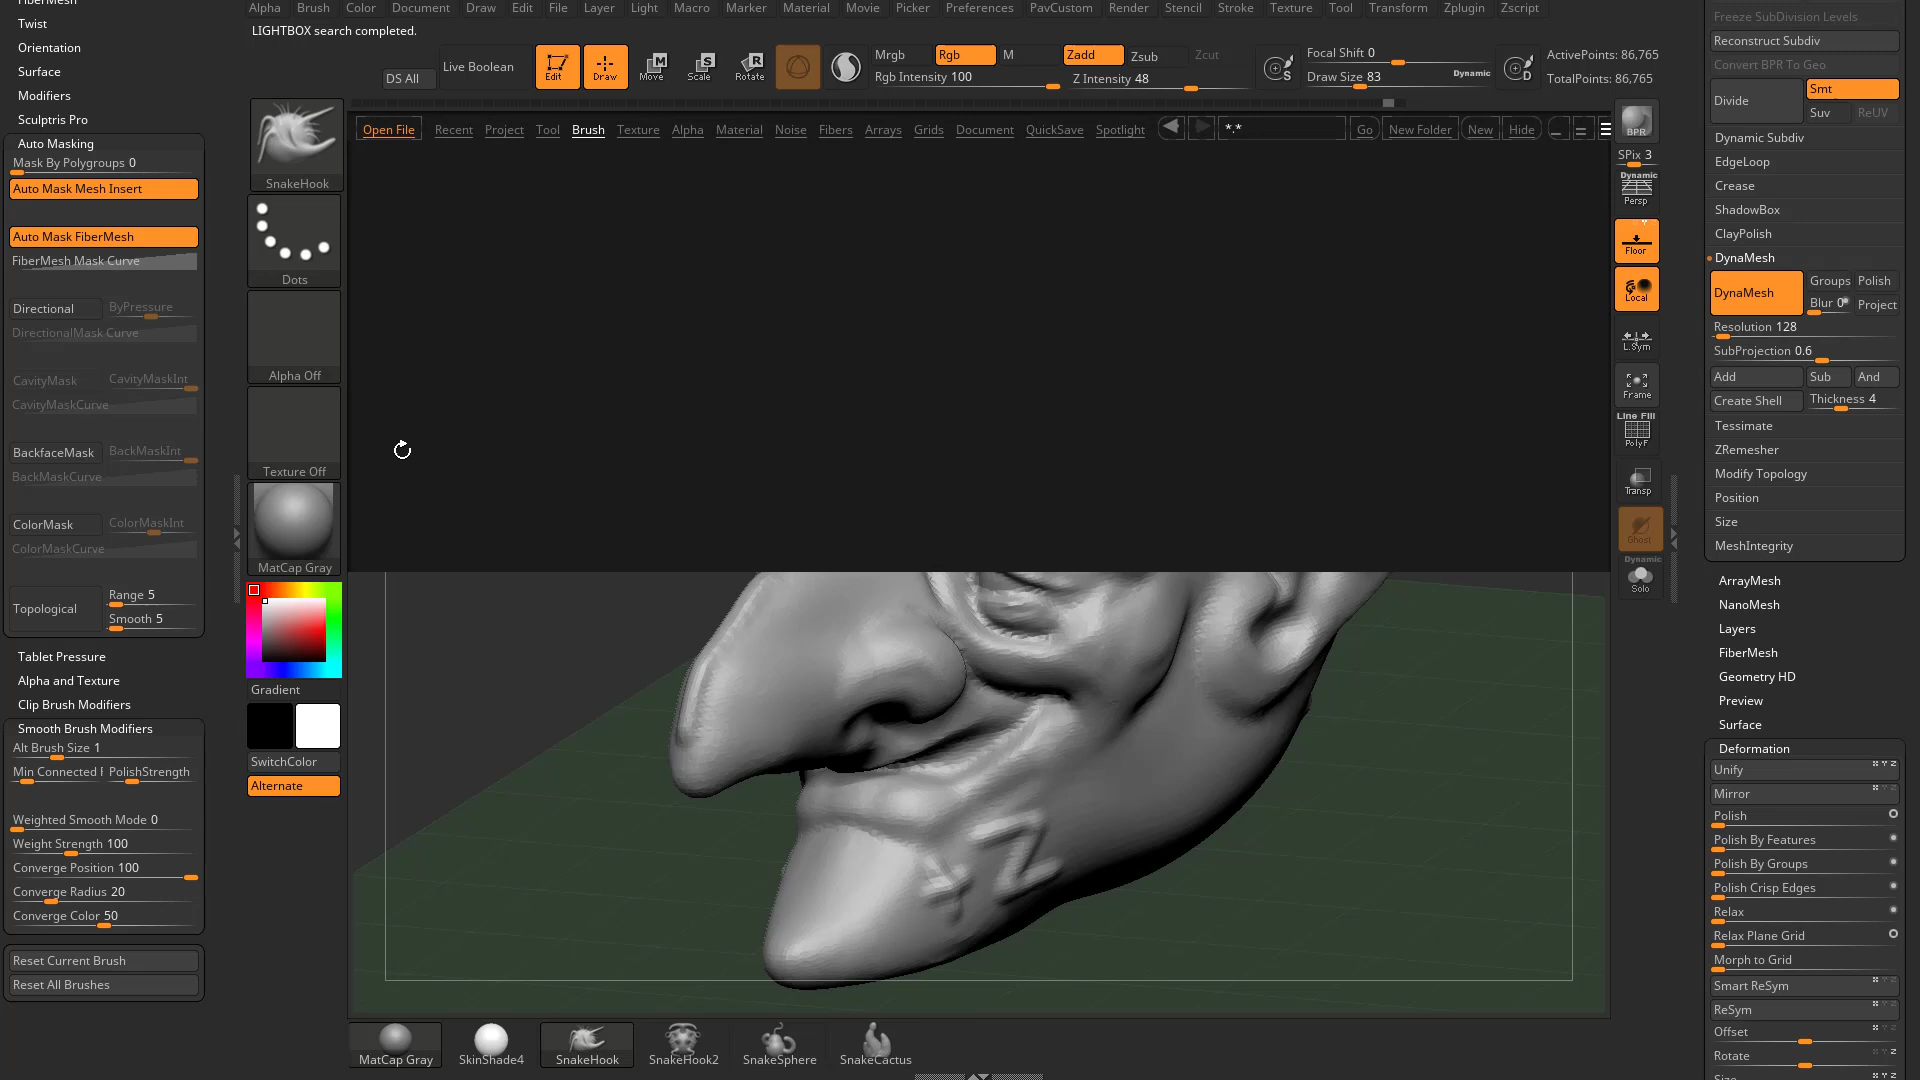 Alpha Brush Color Document Draw Edit File Layer Light Macro Marker Material Movie Picker Preferences PavCustom Render Stencil Stroke Texture Tool Transform Zplugin Zscript
LIGHTBOX search completed.
DS All
Live Boolean
Edit
Draw
Move
Scale
Rotate
Mrgb
Rgb
M
Rgb Intensity 100
Zadd
Zsub
Zcut
Z Intensity 48
Focal Shift 0
Draw Size 83
Dynamic
ActivePoints: 86,765
TotalPoints: 86,765
Open File Recent Project Tool Brush Texture Alpha Material Noise Fibers Arrays Grids Document QuickSave Spotlight *.* Go New Folder New Hide
Twist
Orientation
Surface
Modifiers
Sculptris Pro
Auto Masking
Mask By Polygroups 0
Auto Mask Mesh Insert
Auto Mask FiberMesh
FiberMesh Mask Curve
Directional
ByPressure
DirectionalMask Curve
CavityMask
CavityMaskInt
CavityMaskCurve
BackfaceMask
BackMaskInt
BackMaskCurve
ColorMask
ColorMaskInt
ColorMaskCurve
Topological
Range 5
Smooth 5
Tablet Pressure
Alpha and Texture
Clip Brush Modifiers
Smooth Brush Modifiers
Alt Brush Size 1
Min Connected
PolishStrength
Weighted Smooth Mode 0
Weight Strength 100
Converge Position 100
Converge Radius 20
Converge Color 50
Reset Current Brush
Reset All Brushes
SnakeHook
Dots
Alpha Off
Texture Off
MatCap Gray
Gradient
SwitchColor
Alternate
YZ
MatCap Gray
SkinShade4
SnakeHook
SnakeHook2
SnakeSphere
SnakeCactus
BPR
SPix 3
Dynamic
Persp
Floor
Local
L.Sym
Frame
Line Fill
PolyF
Transp
Ghost
Dynamic
Solo
Freeze SubDivision Levels
Reconstruct Subdiv
Convert BPR To Geo
Divide
Smt
Suv
ReUV
Dynamic Subdiv
EdgeLoop
Crease
ShadowBox
ClayPolish
DynaMesh
DynaMesh
Groups
Polish
Blur 0
Project
Resolution 128
SubProjection 0.6
Add
Sub
And
Create Shell
Thickness 4
Tessimate
ZRemesher
Modify Topology
Position
Size
MeshIntegrity
ArrayMesh
NanoMesh
Layers
FiberMesh
Geometry HD
Preview
Surface
Deformation
Unify
Mirror
Polish
Polish By Features
Polish By Groups
Polish Crisp Edges
Relax
Relax Plane Grid
Morph to Grid
Smart ReSym
ReSym
Offset
Rotate